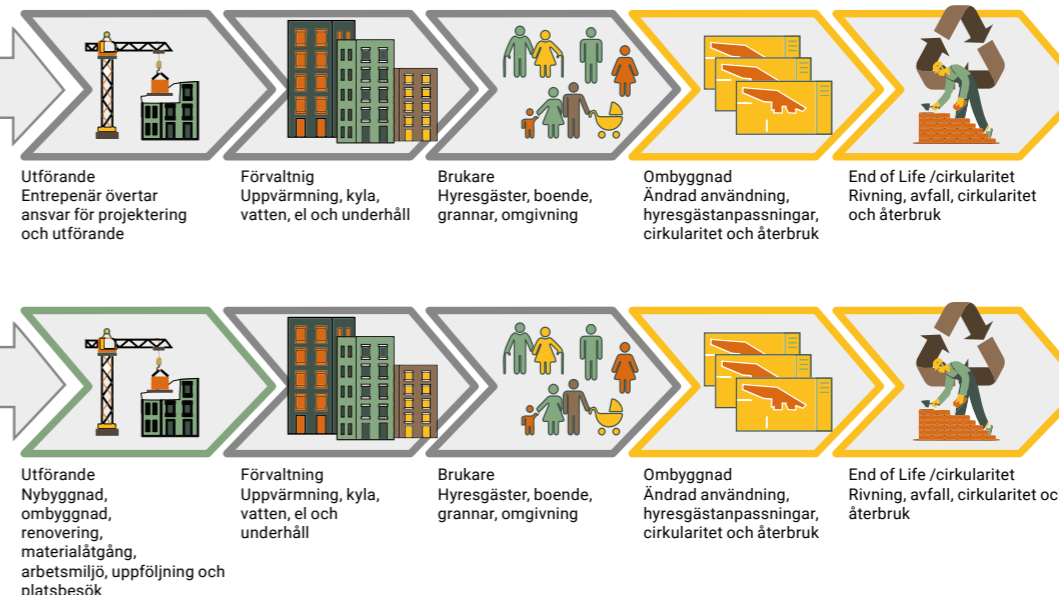 Utförande
Entrepenär övertar
ansvar för projektering
och utförande
Förvaltnig
Uppvärmning, kyla,
vatten, el och underhåll
Brukare
Hyresgäster, boende,
grannar, omgivning
Ombyggnad
Ändrad användning,
hyresgästanpassningar,
cirkularitet och återbruk
End of Life /cirkularitet
Rivning, avfall, cirkularitet
och återbruk
Utförande
Nybyggnad,
ombyggnad,
renovering,
materialåtgång,
arbetsmiljö, uppföljning och
platsbesök
Förvaltning
Uppvärmning, kyla,
vatten, el och
underhåll
Brukare
Hyresgäster, boende,
grannar, omgivning
Ombyggnad
Ändrad användning,
hyresgästanpassningar,
cirkularitet och återbruk
End of Life /cirkularitet
Rivning, avfall, cirkularitet oc
återbruk